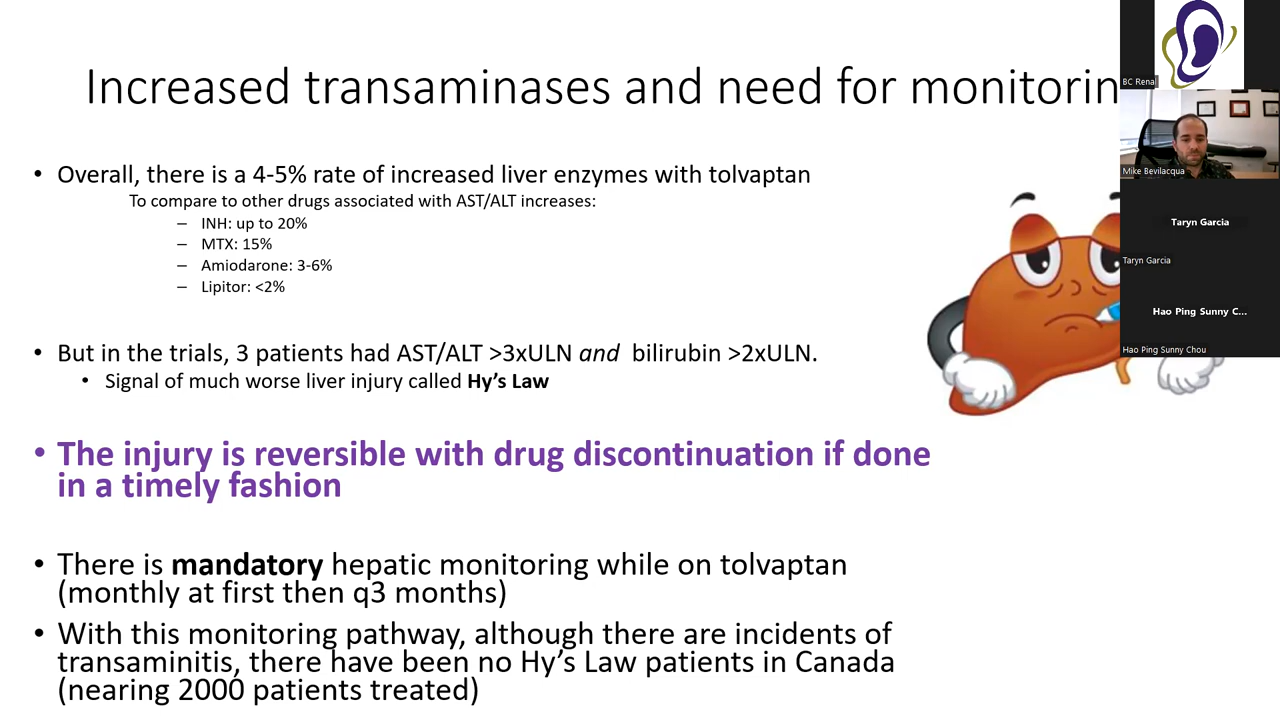 Increased transaminases and need for monitorin
• Overall, there is a 4-5% rate of increased liver enzymes with tolvaptan
To compare to other drugs associated with AST/ALT increases:
– INH: up to 20%
– MTX: 15%
– Amiodarone: 3-6%
– Lipitor: <2%
• But in the trials, 3 patients had AST/ALT >3xULN and bilirubin >2xULN.
• Signal of much worse liver injury called Hy's Law
• The injury is reversible with drug discontinuation if done
in a timely fashion
• There is mandatory hepatic monitoring while on tolvaptan
(monthly at first then q3 months)
• With this monitoring pathway, although there are incidents of
transaminitis, there have been no Hy's Law patients in Canada
(nearing 2000 patients treated)
BC Renal
Mike Bevilacqua
Taryn Garcia
Taryn Garcia
Hao Ping Sunny C...
Hao Ping Sunny Chou